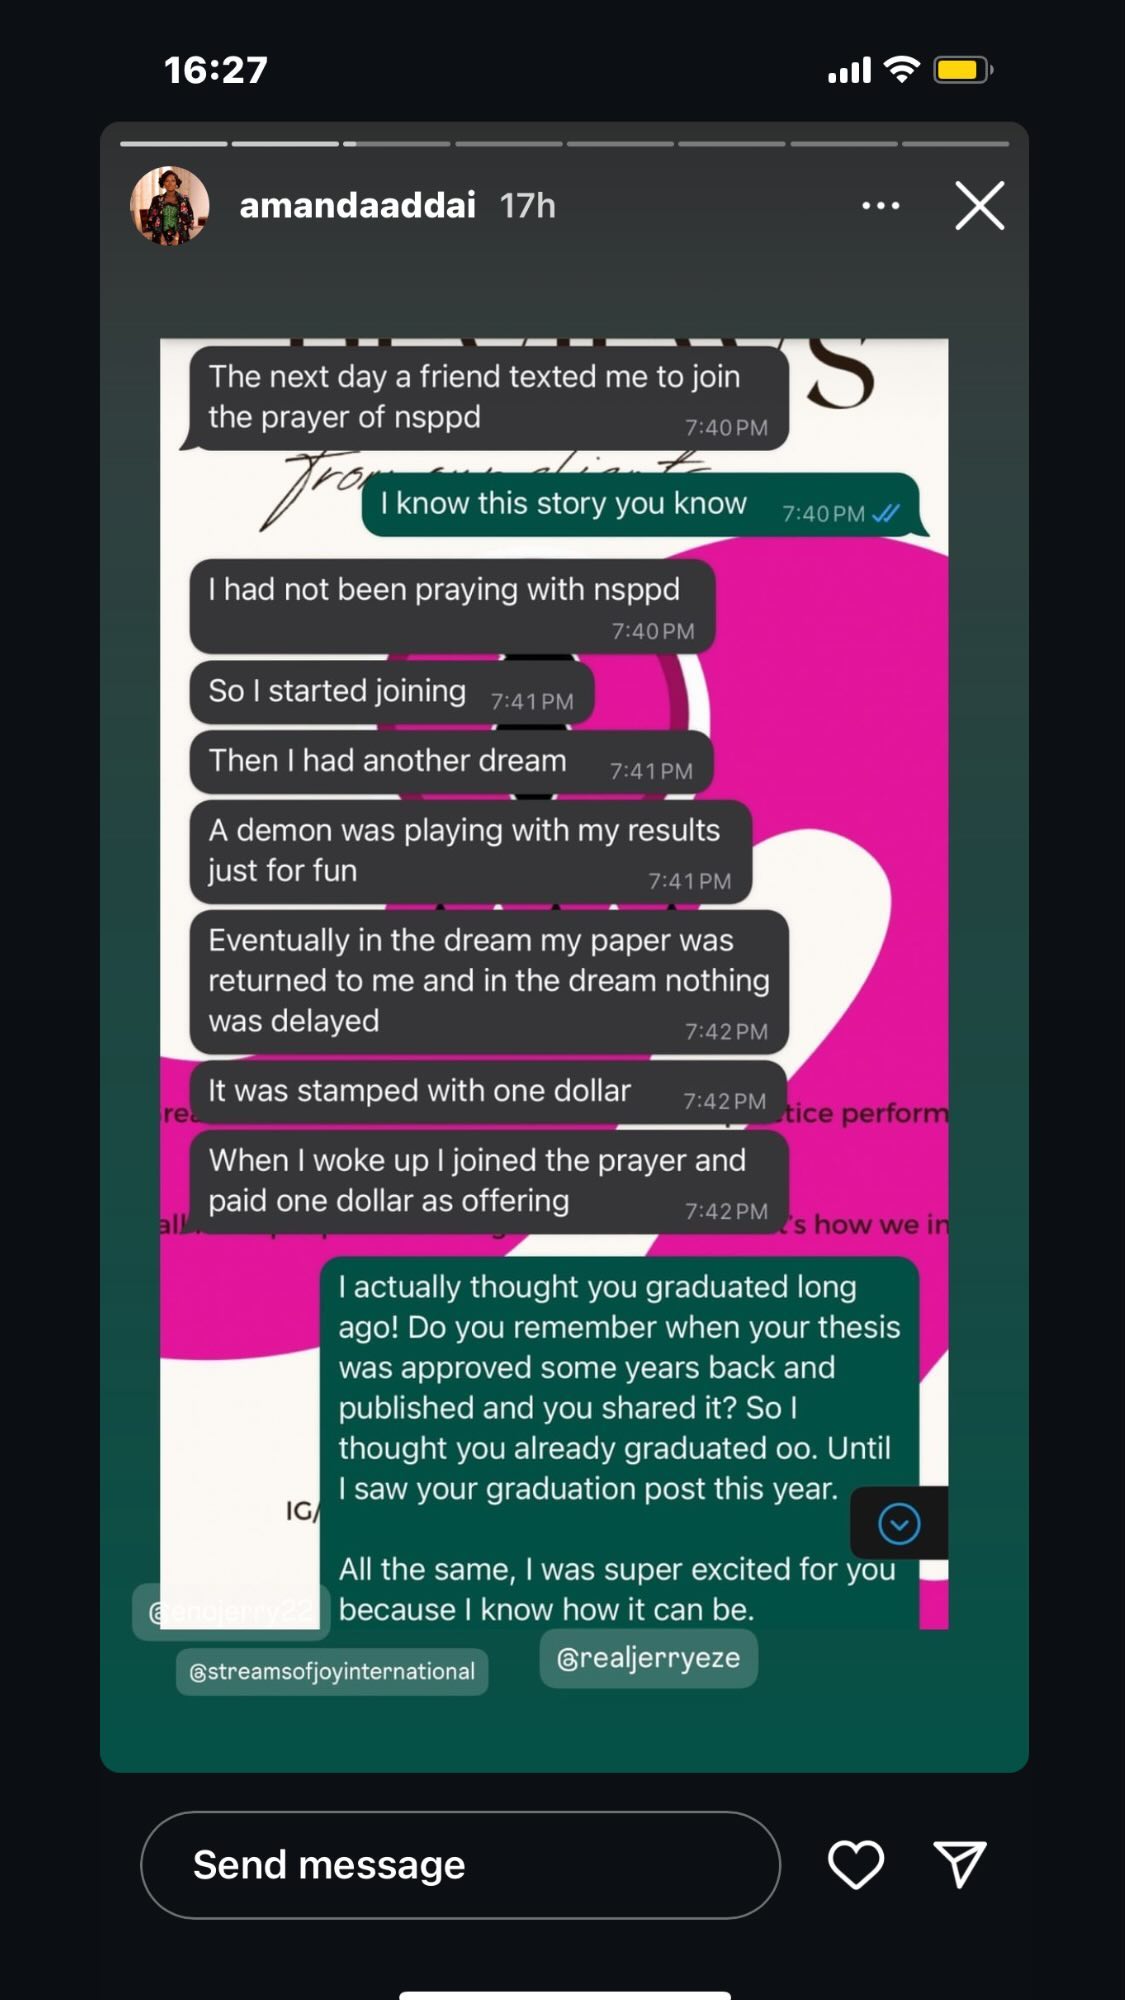 16:27
amandaaddai 17h
The next day a friend texted me to join
the prayer of nsppd
7:40 PM
from our clients
I know this story you know 7:40 PM
I had not been praying with nsppd
7:40 PM
So I started joining 7:41 PM
Then I had another dream 7:41 PM
A demon was playing with my results
just for fun 7:41 PM
Eventually in the dream my paper was
returned to me and in the dream nothing
was delayed 7:42 PM
It was stamped with one dollar 7:42 PM
tice perform
When I woke up I joined the prayer and
paid one dollar as offering 7:42 PM
's how we in
I actually thought you graduated long
ago! Do you remember when your thesis
was approved some years back and
published and you shared it? So I
thought you already graduated oo. Until
I saw your graduation post this year.
IG/
All the same, I was super excited for you
because I know how it can be.
@enojerry22
@streamsofjoyinternational
@realjerryeze
Send message